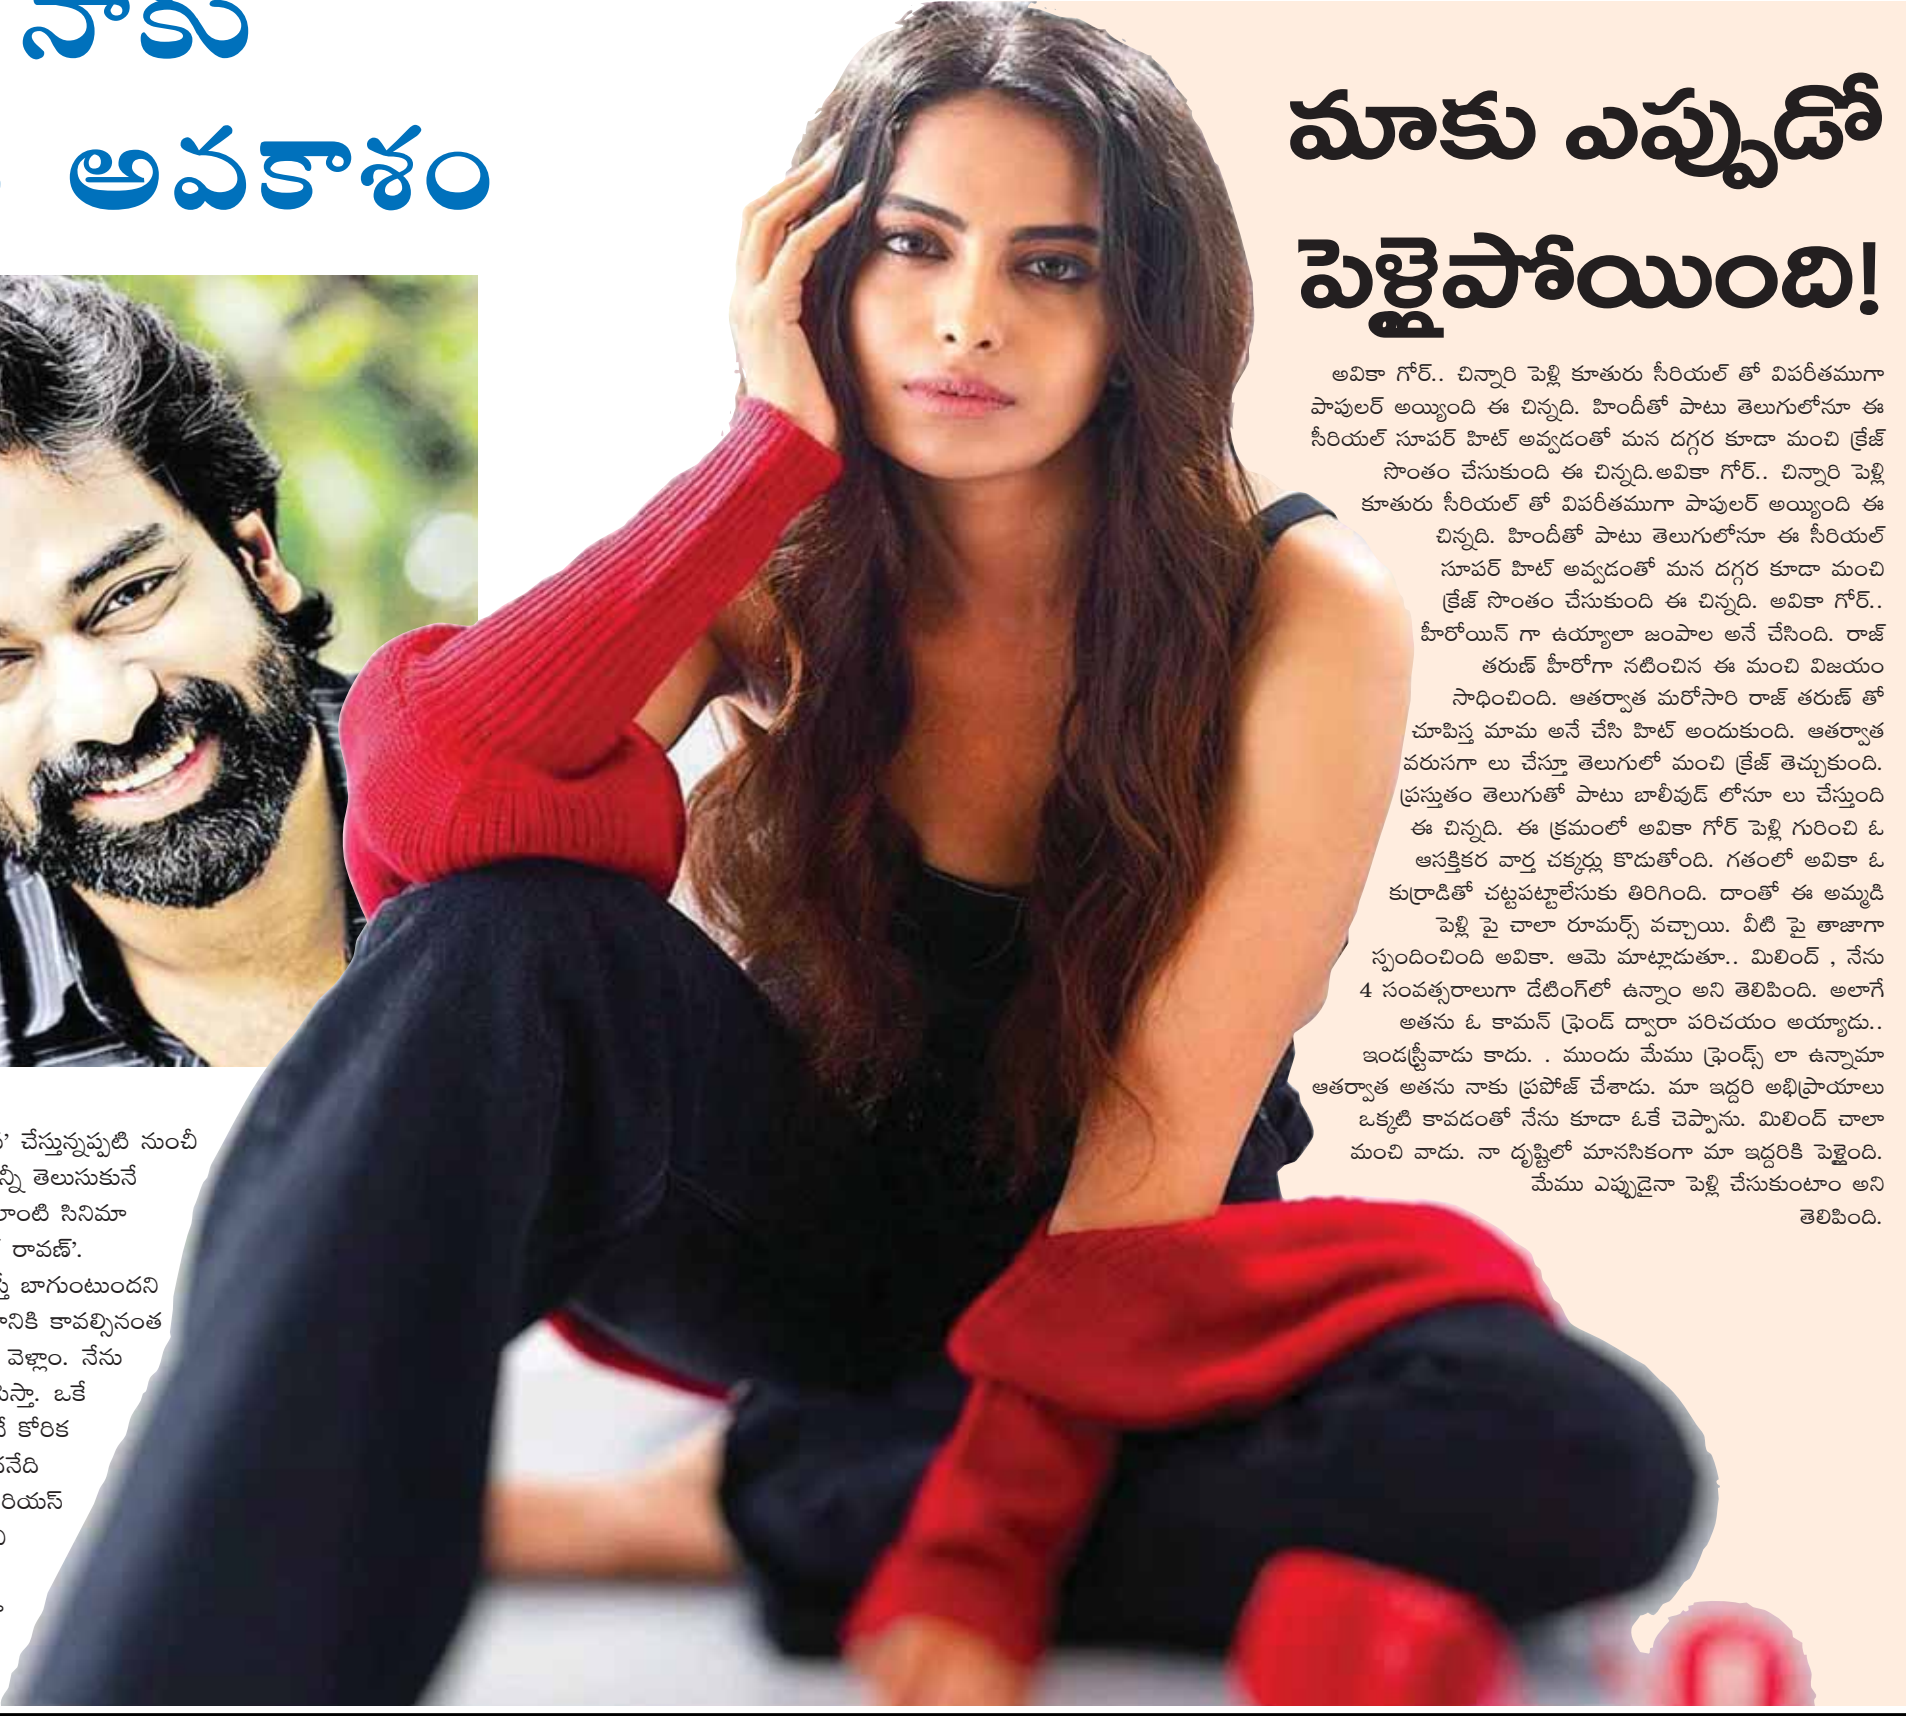 నాకు
అవకాశం
చేస్తున్నప్పటి నుంచీ
తెలుసుకునే
సినిమా
రావణ్’.
బాగుంటుందని
కావల్సినంత
వెళ్లాం. నేను
ఒకే
కోరిక
మాకు ఎప్పుడో
పెళ్లైపోయింది!
అవికా గోర్.. చిన్నారి పెళ్లి కూతురు సీరియల్ తో విపరీతముగా
పాపులర్ అయ్యింది ఈ చిన్నది. హిందీతో పాటు తెలుగులోనూ ఈ
సీరియల్ సూపర్ హిట్ అవ్వడంతో మన దగ్గర కూడా మంచి క్రేజ్
సొంతం చేసుకుంది ఈ చిన్నది.అవికా గోర్.. చిన్నారి పెళ్లి
కూతురు సీరియల్ తో విపరీతముగా పాపులర్ అయ్యింది ఈ
చిన్నది. హిందీతో పాటు తెలుగులోనూ ఈ సీరియల్
సూపర్ హిట్ అవ్వడంతో మన దగ్గర కూడా మంచి
క్రేజ్ సొంతం చేసుకుంది ఈ చిన్నది. అవికా గోర్..
హీరోయిన్ గా ఉయ్యాలా జంపాల అనే చేసింది. రాజ్
తరుణ్ హీరోగా నటించిన ఈ మంచి విజయం
సాధించింది. ఆతర్వాత మరోసారి రాజ్ తరుణ్ తో
చూపిస్త మామ అనే చేసి హిట్ అందుకుంది. ఆతర్వాత
వరుసగా లు చేస్తూ తెలుగులో మంచి క్రేజ్ తెచ్చుకుంది.
ప్రస్తుతం తెలుగుతో పాటు బాలీవుడ్ లోనూ లు చేస్తుంది
ఈ చిన్నది. ఈ క్రమంలో అవికా గోర్ పెళ్లి గురించి ఓ
ఆసక్తికర వార్త చక్కర్లు కొడుతోంది. గతంలో అవికా ఓ
కుర్రాడితో చట్టపట్టాలేసుకు తిరిగింది. దాంతో ఈ అమ్మడి
పెళ్లి పై చాలా రూమర్స్ వచ్చాయి. వీటి పై తాజాగా
స్పందించింది అవికా. ఆమె మాట్లాడుతూ.. మిలింద్ , నేను
4 సంవత్సరాలుగా డేటింగ్‌లో ఉన్నాం అని తెలిపింది. అలాగే
అతను ఓ కామన్ ఫ్రెండ్ ద్వారా పరిచయం అయ్యాడు..
ఇండస్ట్రీవాడు కాదు. . ముందు మేము ఫ్రెండ్స్ లా ఉన్నామా
ఆతర్వాత అతను నాకు ప్రపోజ్ చేశాడు. మా ఇద్దరి అభిప్రాయాలు
ఒక్కటి కావడంతో నేను కూడా ఓకే చెప్పాను. మిలింద్ చాలా
మంచి వాడు. నా దృష్టిలో మానసికంగా మా ఇద్దరికి పెళ్లైంది.
మేము ఎప్పుడైనా పెళ్లి చేసుకుంటాం అని
తెలిపింది.